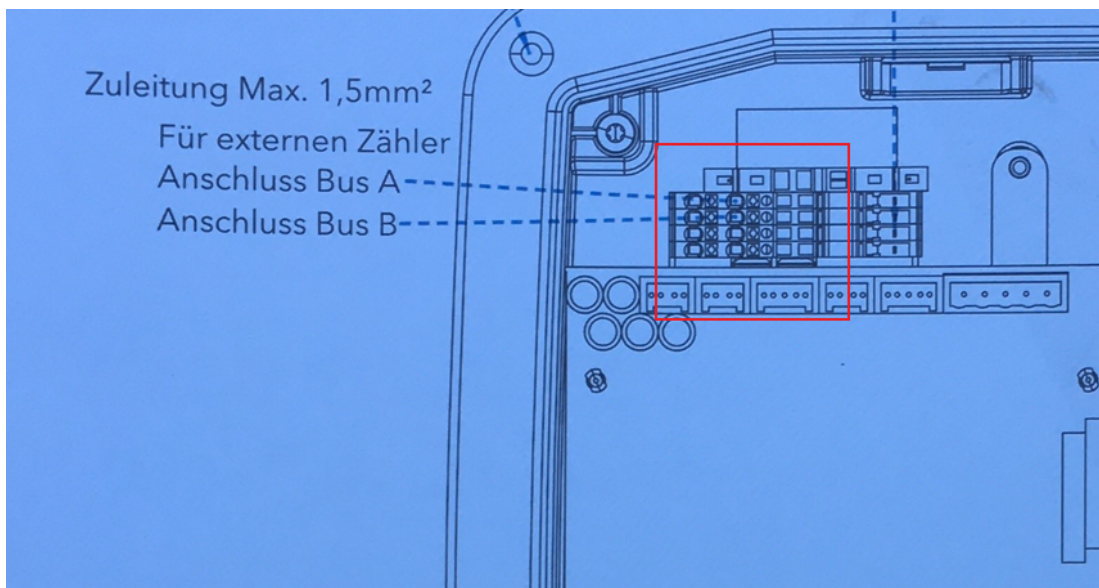 Zuleitung Max. 1,5mm²
Für externen Zähler
Anschluss Bus A
Anschluss Bus B